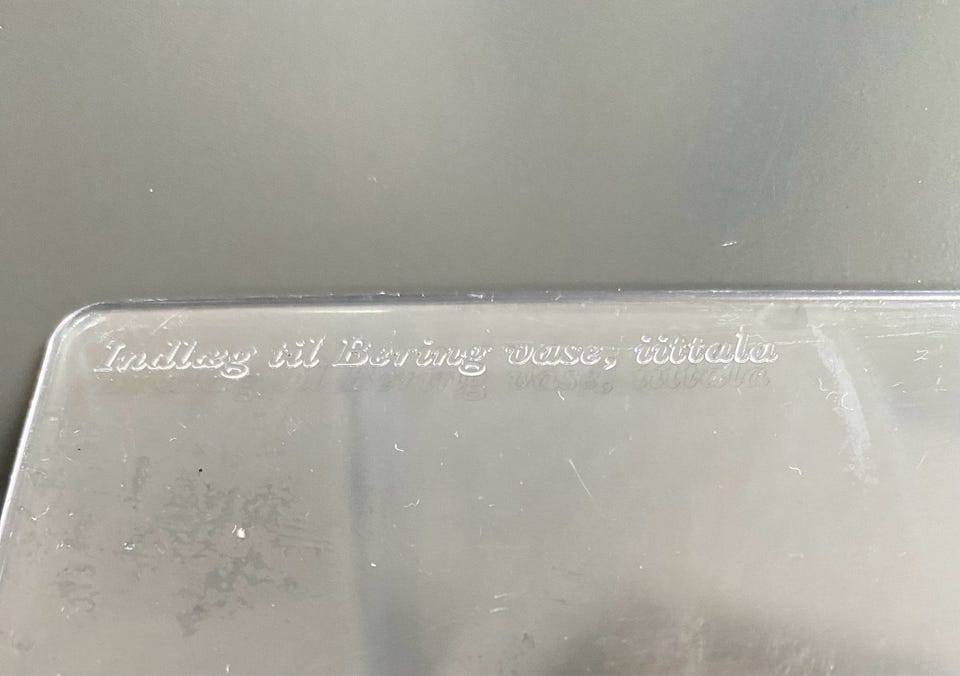 Indlæg til Bering vase, iittala